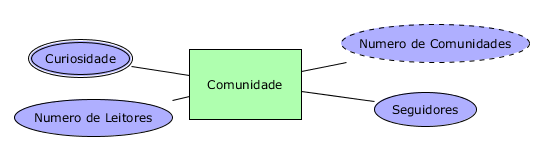 Numero de Comunidades
Curiosidade
Comunidade
Numero de Leitores
Seguidores